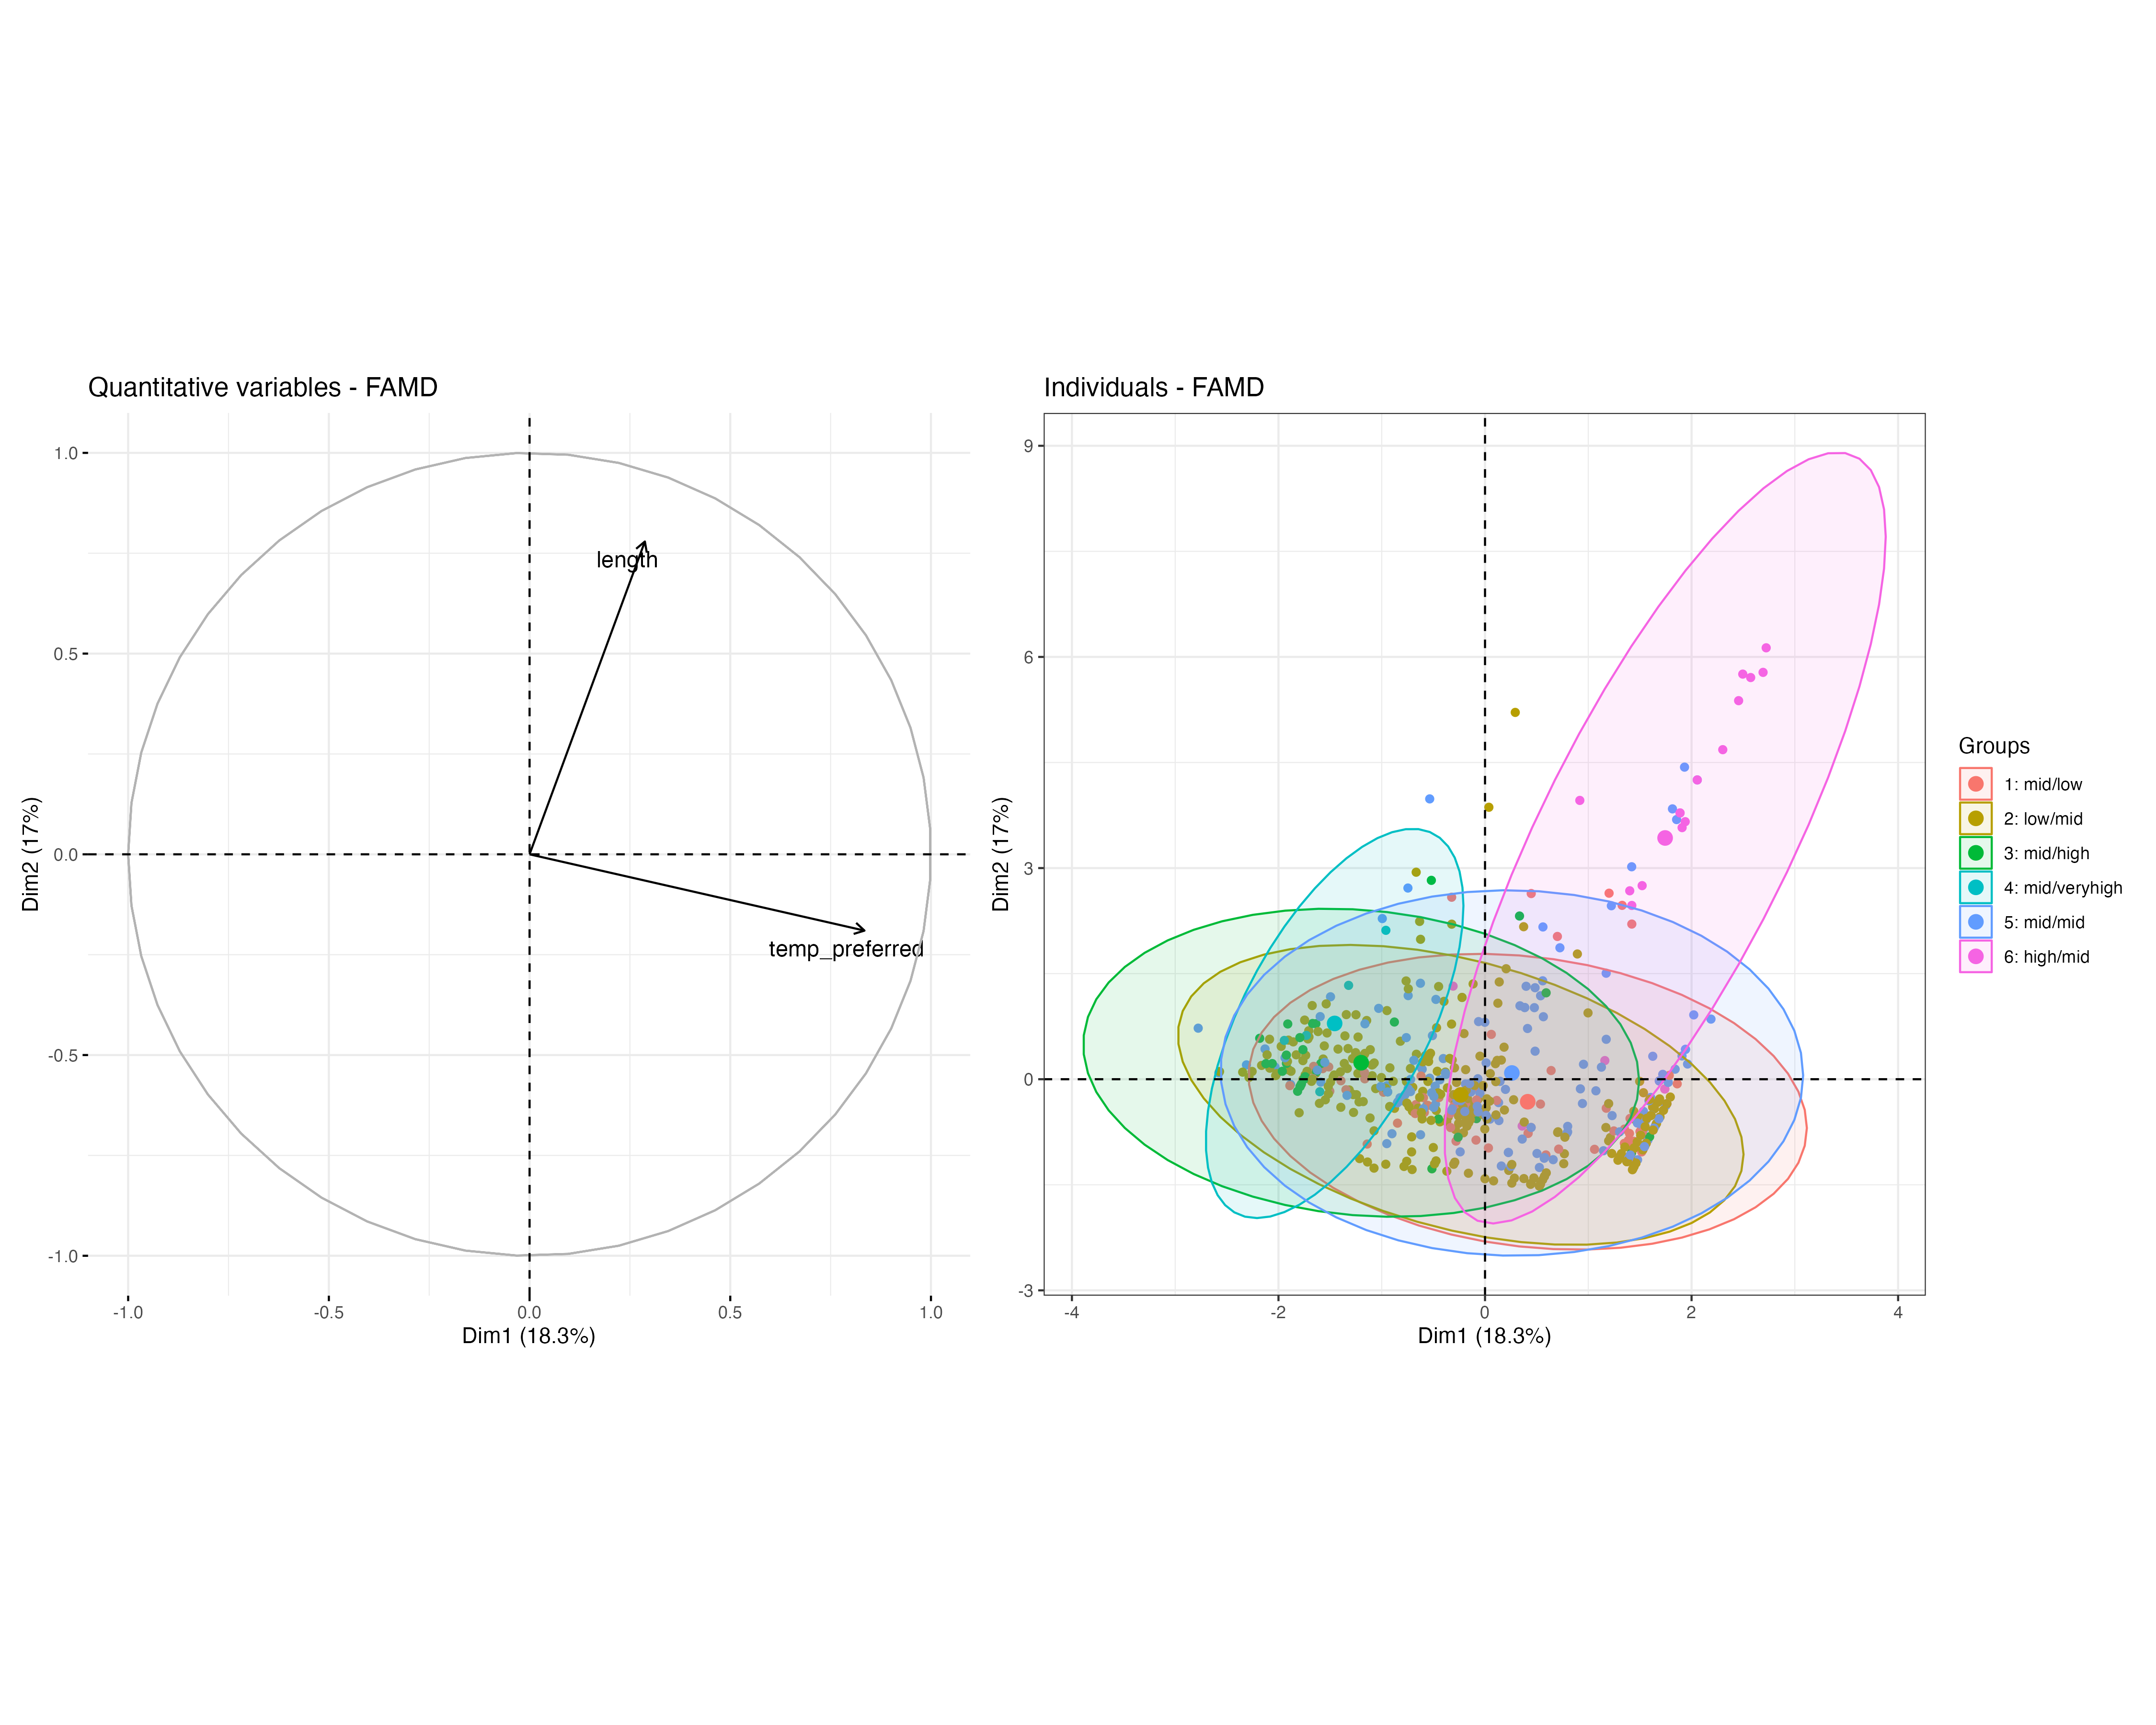 Quantitative variables - FAMD
1.0
0.5
0.0
-0.5
-1.0
Dim2 (17%)
length
temp_preferred
-1.0
-0.5
0.0
0.5
1.0
Dim1 (18.3%)
Individuals - FAMD
9
6
3
0
-3
Dim2 (17%)
-4
-2
0
2
4
Dim1 (18.3%)
Groups
1: mid/low
2: low/mid
3: mid/high
4: mid/veryhigh
5: mid/mid
6: high/mid